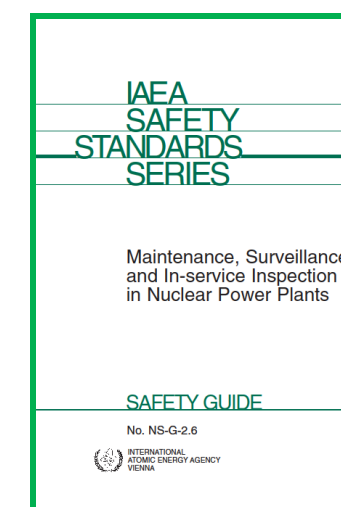 IAEA
SAFETY
STANDARDS
SERIES
Maintenance, Surveillance
and In-service Inspection
in Nuclear Power Plants
SAFETY GUIDE
No. NS-G-2.6
INTERNATIONAL
ATOMIC ENERGY AGENCY
VIENNA